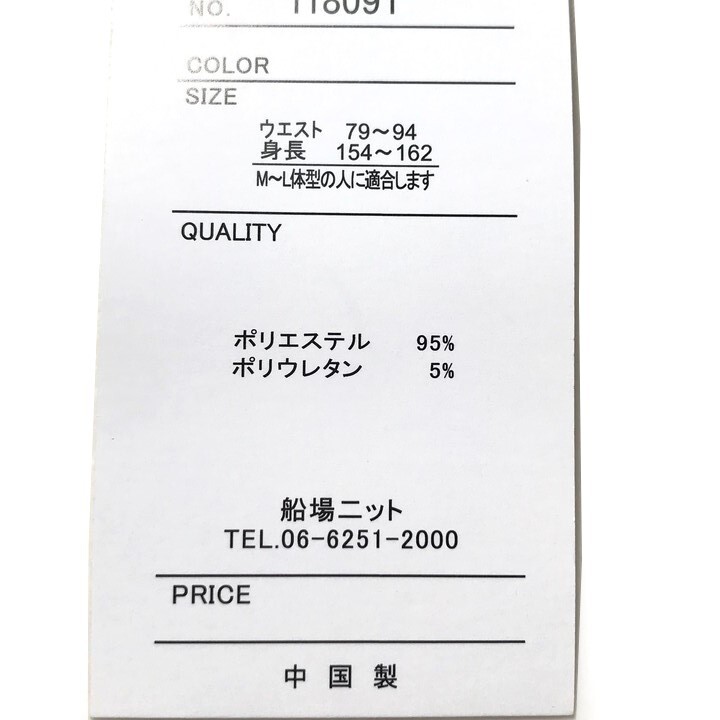 NO. 118091
COLOR
SIZE
ウエスト 79～94
身長 154～162
M～L体型の人に適合します
QUALITY
ポリエステル 95%
ポリウレタン 5%
船場ニット
TEL.06-6251-2000
PRICE
中国製